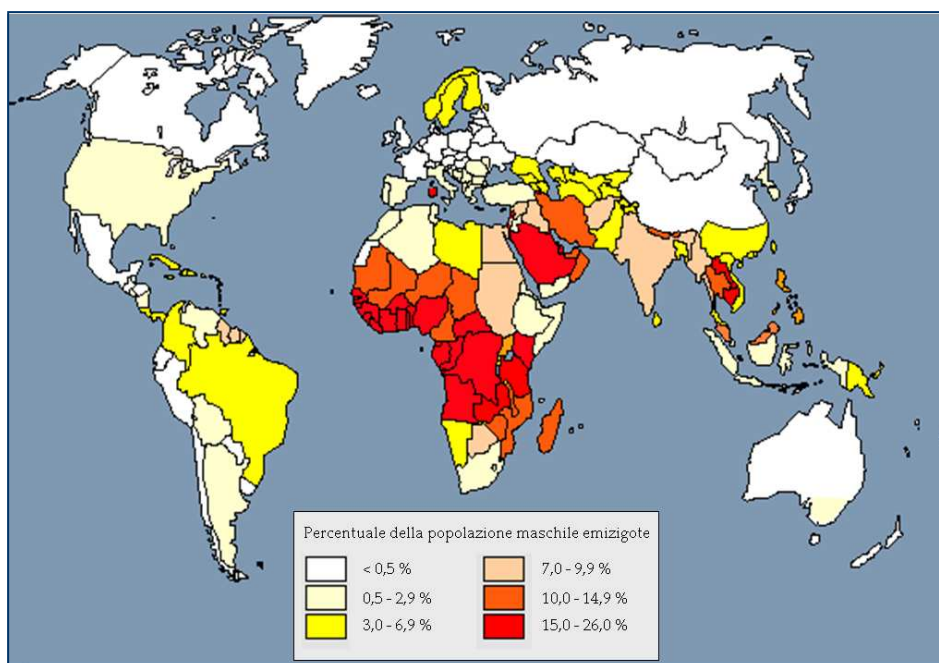 Percentuale della popolazione maschile emizigote
< 0,5 %
0,5 - 2,9 %
3,0 - 6,9 %
7,0 - 9,9 %
10,0 - 14,9 %
15,0 - 26,0 %